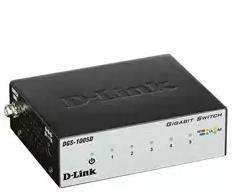 D-Link
GIGABIT SWITCH
DGS-1005D
1 2 3 4 5
D-Link